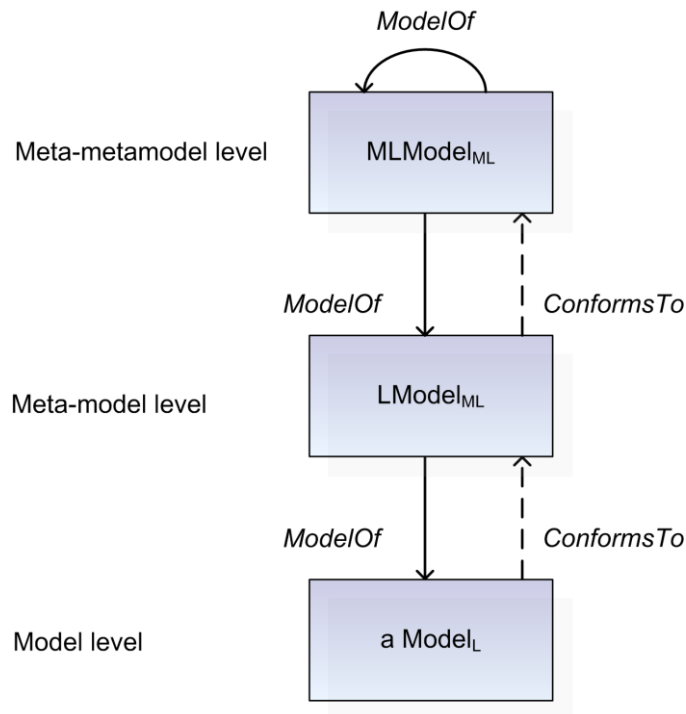 ModelOf
Meta-metamodel level
MLModelML
ModelOf
ConformsTo
Meta-model level
LModelML
ModelOf
ConformsTo
Model level
a ModelL